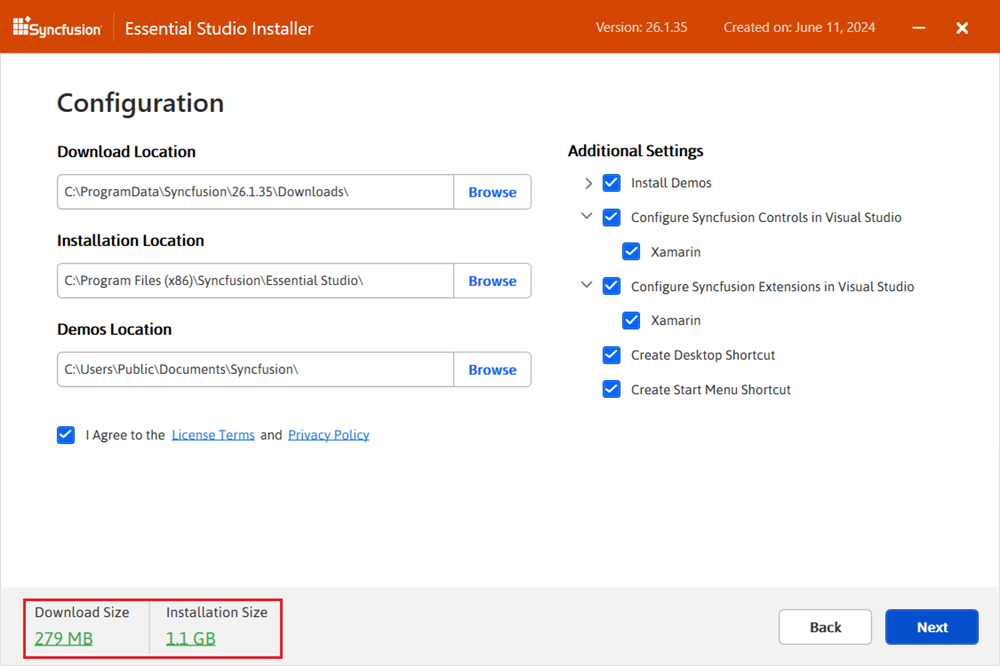 Syncfusion Essential Studio Installer Version: 26.1.35 Created on: June 11, 2024
Configuration
Download Location
C:\ProgramData\Syncfusion\26.1.35\Downloads\ Browse
Installation Location
C:\Program Files (x86)\Syncfusion\Essential Studio\ Browse
Demos Location
C:\Users\Public\Documents\Syncfusion\ Browse
I Agree to the License Terms and Privacy Policy
Additional Settings
Install Demos
Configure Syncfusion Controls in Visual Studio
Xamarin
Configure Syncfusion Extensions in Visual Studio
Xamarin
Create Desktop Shortcut
Create Start Menu Shortcut
Download Size
279 MB
Installation Size
1.1 GB
Back
Next